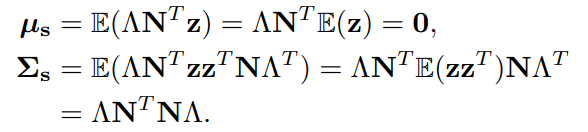 μ_s = 𝔼(ΛN^T z) = ΛN^T 𝔼(z) = 0,
Σ_s = 𝔼(ΛN^T zz^T NΛ^T) = ΛN^T 𝔼(zz^T)NΛ^T
= ΛN^T NΛ.